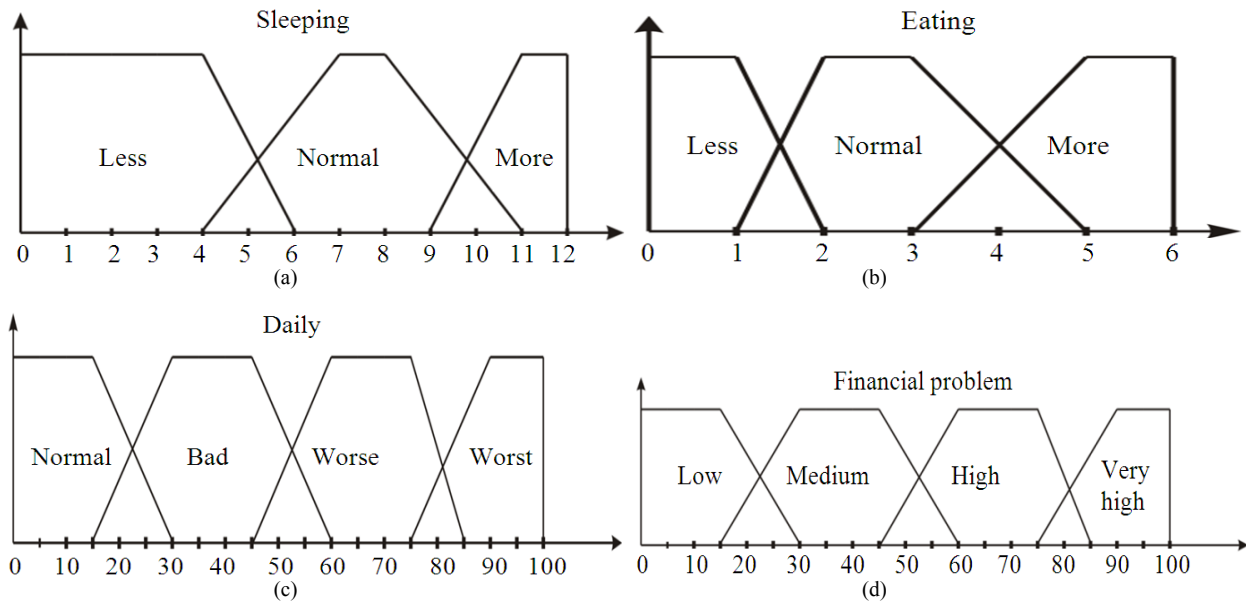 Sleeping
Less
Normal
More
0 1 2 3 4 5 6 7 8 9 10 11 12
(a)
Eating
Less
Normal
More
0 1 2 3 4 5 6
(b)
Daily
Normal
Bad
Worse
Worst
0 10 20 30 40 50 60 70 80 90 100
(c)
Financial problem
Low
Medium
High
Very
high
0 10 20 30 40 50 60 70 80 90 100
(d)